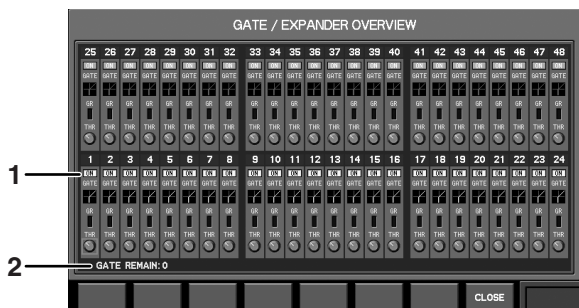 GATE / EXPANDER OVERVIEW
25 26 27 28 29 30 31 32 33 34 35 36 37 38 39 40 41 42 43 44 45 46 47 48
ON ON ON ON ON ON ON ON ON ON ON ON ON ON ON ON ON ON ON ON ON ON ON ON
GATE GATE GATE GATE GATE GATE GATE GATE GATE GATE GATE GATE GATE GATE GATE GATE GATE GATE GATE GATE GATE GATE GATE GATE
GR GR GR GR GR GR GR GR GR GR GR GR GR GR GR GR GR GR GR GR GR GR GR GR
THR THR THR THR THR THR THR THR THR THR THR THR THR THR THR THR THR THR THR THR THR THR THR THR
1 2 3 4 5 6 7 8 9 10 11 12 13 14 15 16 17 18 19 20 21 22 23 24
1 ON ON ON ON ON ON ON ON ON ON ON ON ON ON ON ON ON ON ON ON ON ON ON ON
GATE GATE GATE GATE GATE GATE GATE GATE GATE GATE GATE GATE GATE GATE GATE GATE GATE GATE GATE GATE GATE GATE GATE GATE
GR GR GR GR GR GR GR GR GR GR GR GR GR GR GR GR GR GR GR GR GR GR GR GR
THR THR THR THR THR THR THR THR THR THR THR THR THR THR THR THR THR THR THR THR THR THR THR THR
2 GATE REMAIN: 0
CLOSE